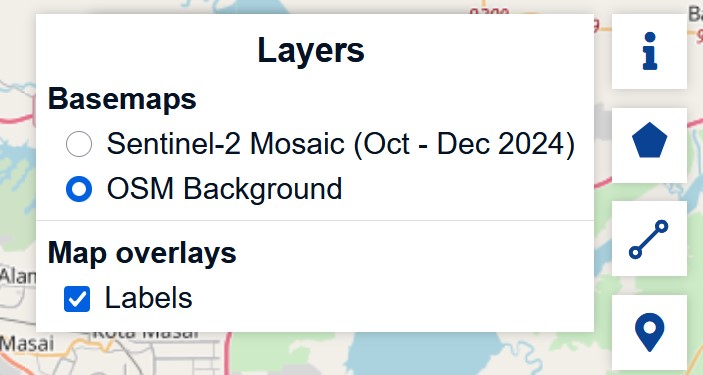 Layers
Basemaps
Sentinel-2 Mosaic (Oct - Dec 2024)
OSM Background
Map overlays
Labels
Masai